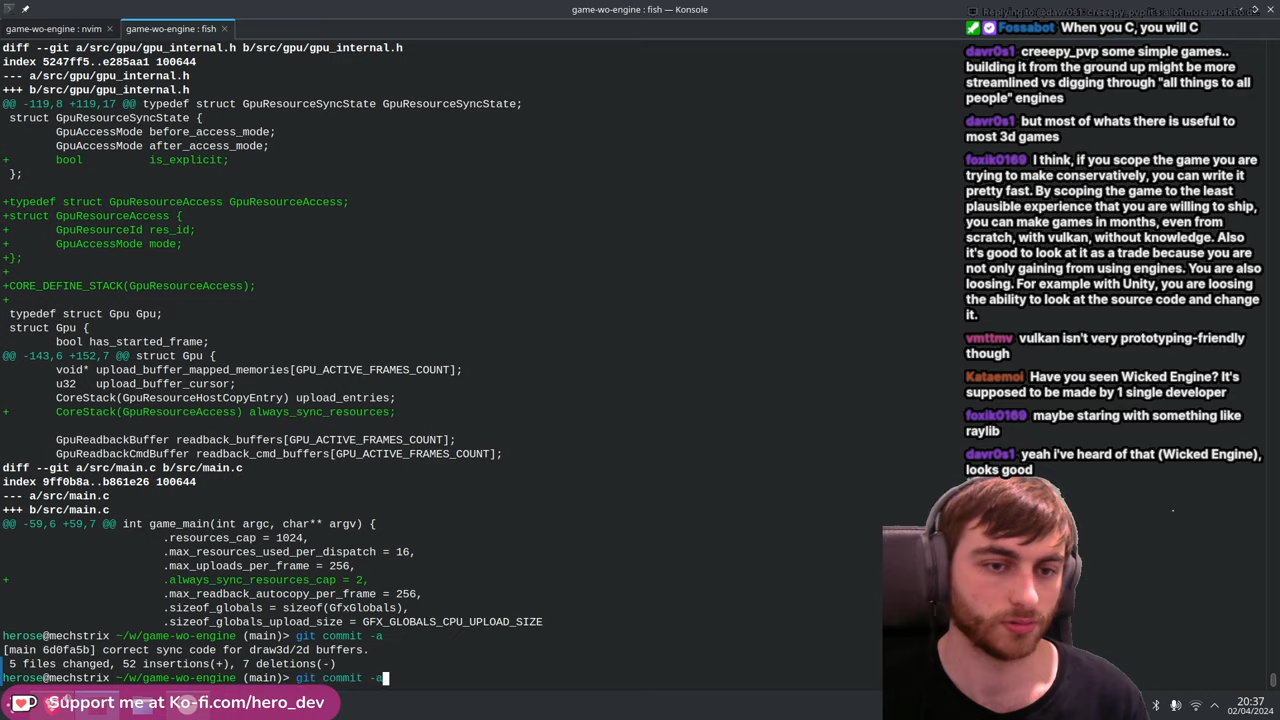 game-wo-engine : fish — Konsole
game-wo-engine : nvim
game-wo-engine : fish
diff --git a/src/gpu/gpu_internal.h b/src/gpu/gpu_internal.h
index 5247ff5..e285aa1 100644
--- a/src/gpu/gpu_internal.h
+++ b/src/gpu/gpu_internal.h
@@ -119,8 +119,17 @@ typedef struct GpuResourceSyncState GpuResourceSyncState;
 struct GpuResourceSyncState {
        GpuAccessMode before_access_mode;
        GpuAccessMode after_access_mode;
+       bool          is_explicit;
 };
+typedef struct GpuResourceAccess GpuResourceAccess;
+struct GpuResourceAccess {
+       GpuResourceId res_id;
+       GpuAccessMode mode;
+};
+
+CORE_DEFINE_STACK(GpuResourceAccess);
+
 typedef struct Gpu Gpu;
 struct Gpu {
        bool has_started_frame;
@@ -143,6 +152,7 @@ struct Gpu {
        void* upload_buffer_mapped_memories[GPU_ACTIVE_FRAMES_COUNT];
        u32   upload_buffer_cursor;
        CoreStack(GpuResourceHostCopyEntry) upload_entries;
+       CoreStack(GpuResourceAccess) always_sync_resources;
        GpuReadbackBuffer readback_buffers[GPU_ACTIVE_FRAMES_COUNT];
        GpuReadbackCmdBuffer readback_cmd_buffers[GPU_ACTIVE_FRAMES_COUNT];
diff --git a/src/main.c b/src/main.c
index 9ff0b8a..b861e26 100644
--- a/src/main.c
+++ b/src/main.c
@@ -59,6 +59,7 @@ int game_main(int argc, char** argv) {
                        .resources_cap = 1024,
                        .max_resources_used_per_dispatch = 16,
                        .max_uploads_per_frame = 256,
+                       .always_sync_resources_cap = 2,
                        .max_readback_autocopy_per_frame = 256,
                        .sizeof_globals = sizeof(GfxGlobals),
                        .sizeof_globals_upload_size = GFX_GLOBALS_CPU_UPLOAD_SIZE
herose@mechstrix ~/w/game-wo-engine (main)> git commit -a
[main 6d0fa5b] correct sync code for draw3d/2d buffers.
 5 files changed, 52 insertions(+), 7 deletions(-)
herose@mechstrix ~/w/game-wo-engine (main)> git commit -a
Fossabot When you C, you will C
davr0s1 creeepy_pvp some simple games..
building it from the ground up might be more
streamlined vs digging through "all things to all
people" engines
davr0s1 but most of whats there is useful to
most 3d games
foxik0169 I think, if you scope the game you are
trying to make conservatively, you can write it
pretty fast. By scoping the game to the least
plausible experience that you are willing to ship,
you can make games in months, even from
scratch, with vulkan, without knowledge. Also
it's good to look at it as a trade because you are
not only gaining from using engines. You are also
loosing. For example with Unity, you are loosing
the ability to look at the source code and change
it.
vmttmv vulkan isn't very prototyping-friendly
though
Kataemoi Have you seen Wicked Engine? It's
supposed to be made by 1 single developer
foxik0169 maybe staring with something like
raylib
davr0s1 yeah i've heard of that (Wicked Engine),
looks good
Support me at Ko-fi.com/hero_dev
20:37
02/04/2024